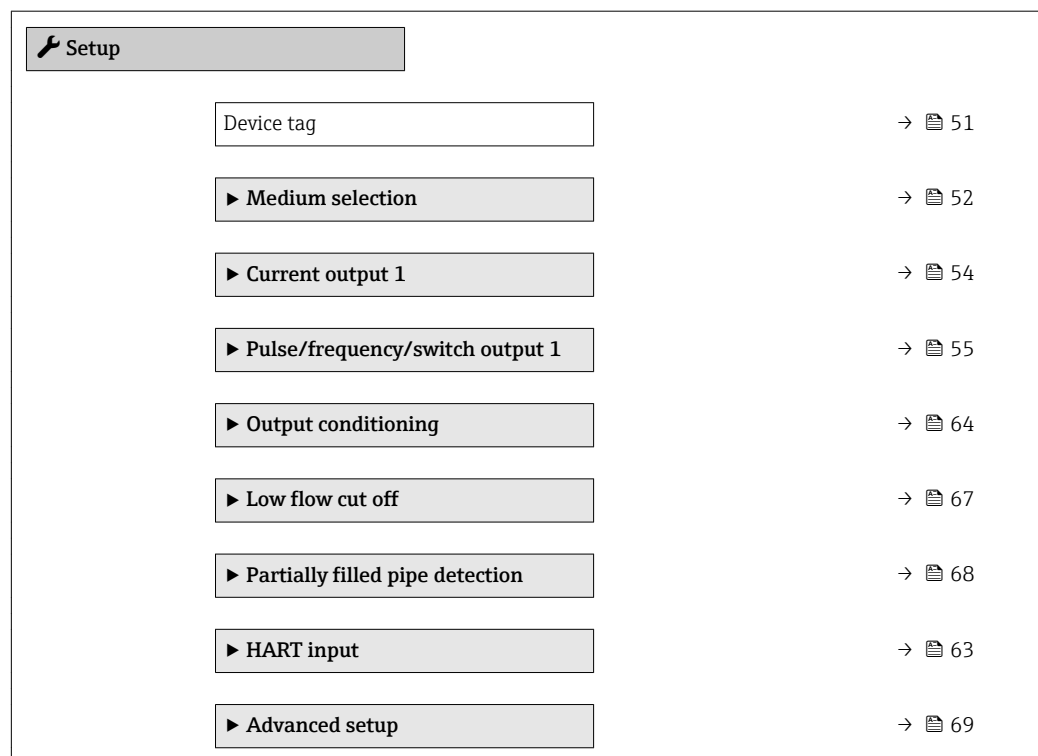 Setup
Device tag → 51
▶ Medium selection → 52
▶ Current output 1 → 54
▶ Pulse/frequency/switch output 1 → 55
▶ Output conditioning → 64
▶ Low flow cut off → 67
▶ Partially filled pipe detection → 68
▶ HART input → 63
▶ Advanced setup → 69